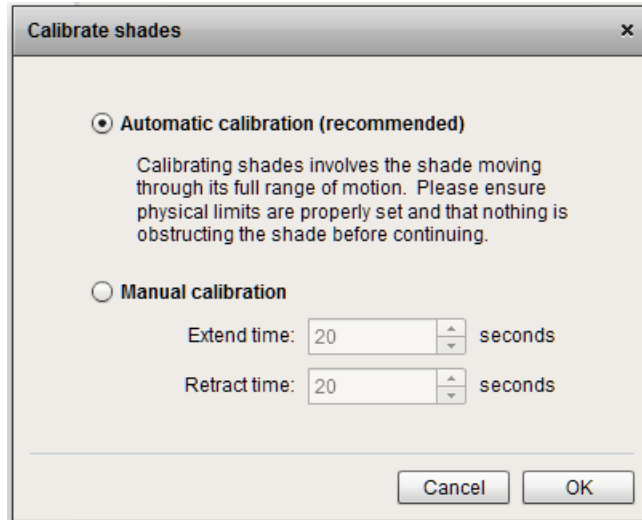 Calibrate shades
Automatic calibration (recommended)
Calibrating shades involves the shade moving
through its full range of motion.  Please ensure
physical limits are properly set and that nothing is
obstructing the shade before continuing.
Manual calibration
Extend time: 20 seconds
Retract time: 20 seconds
Cancel OK